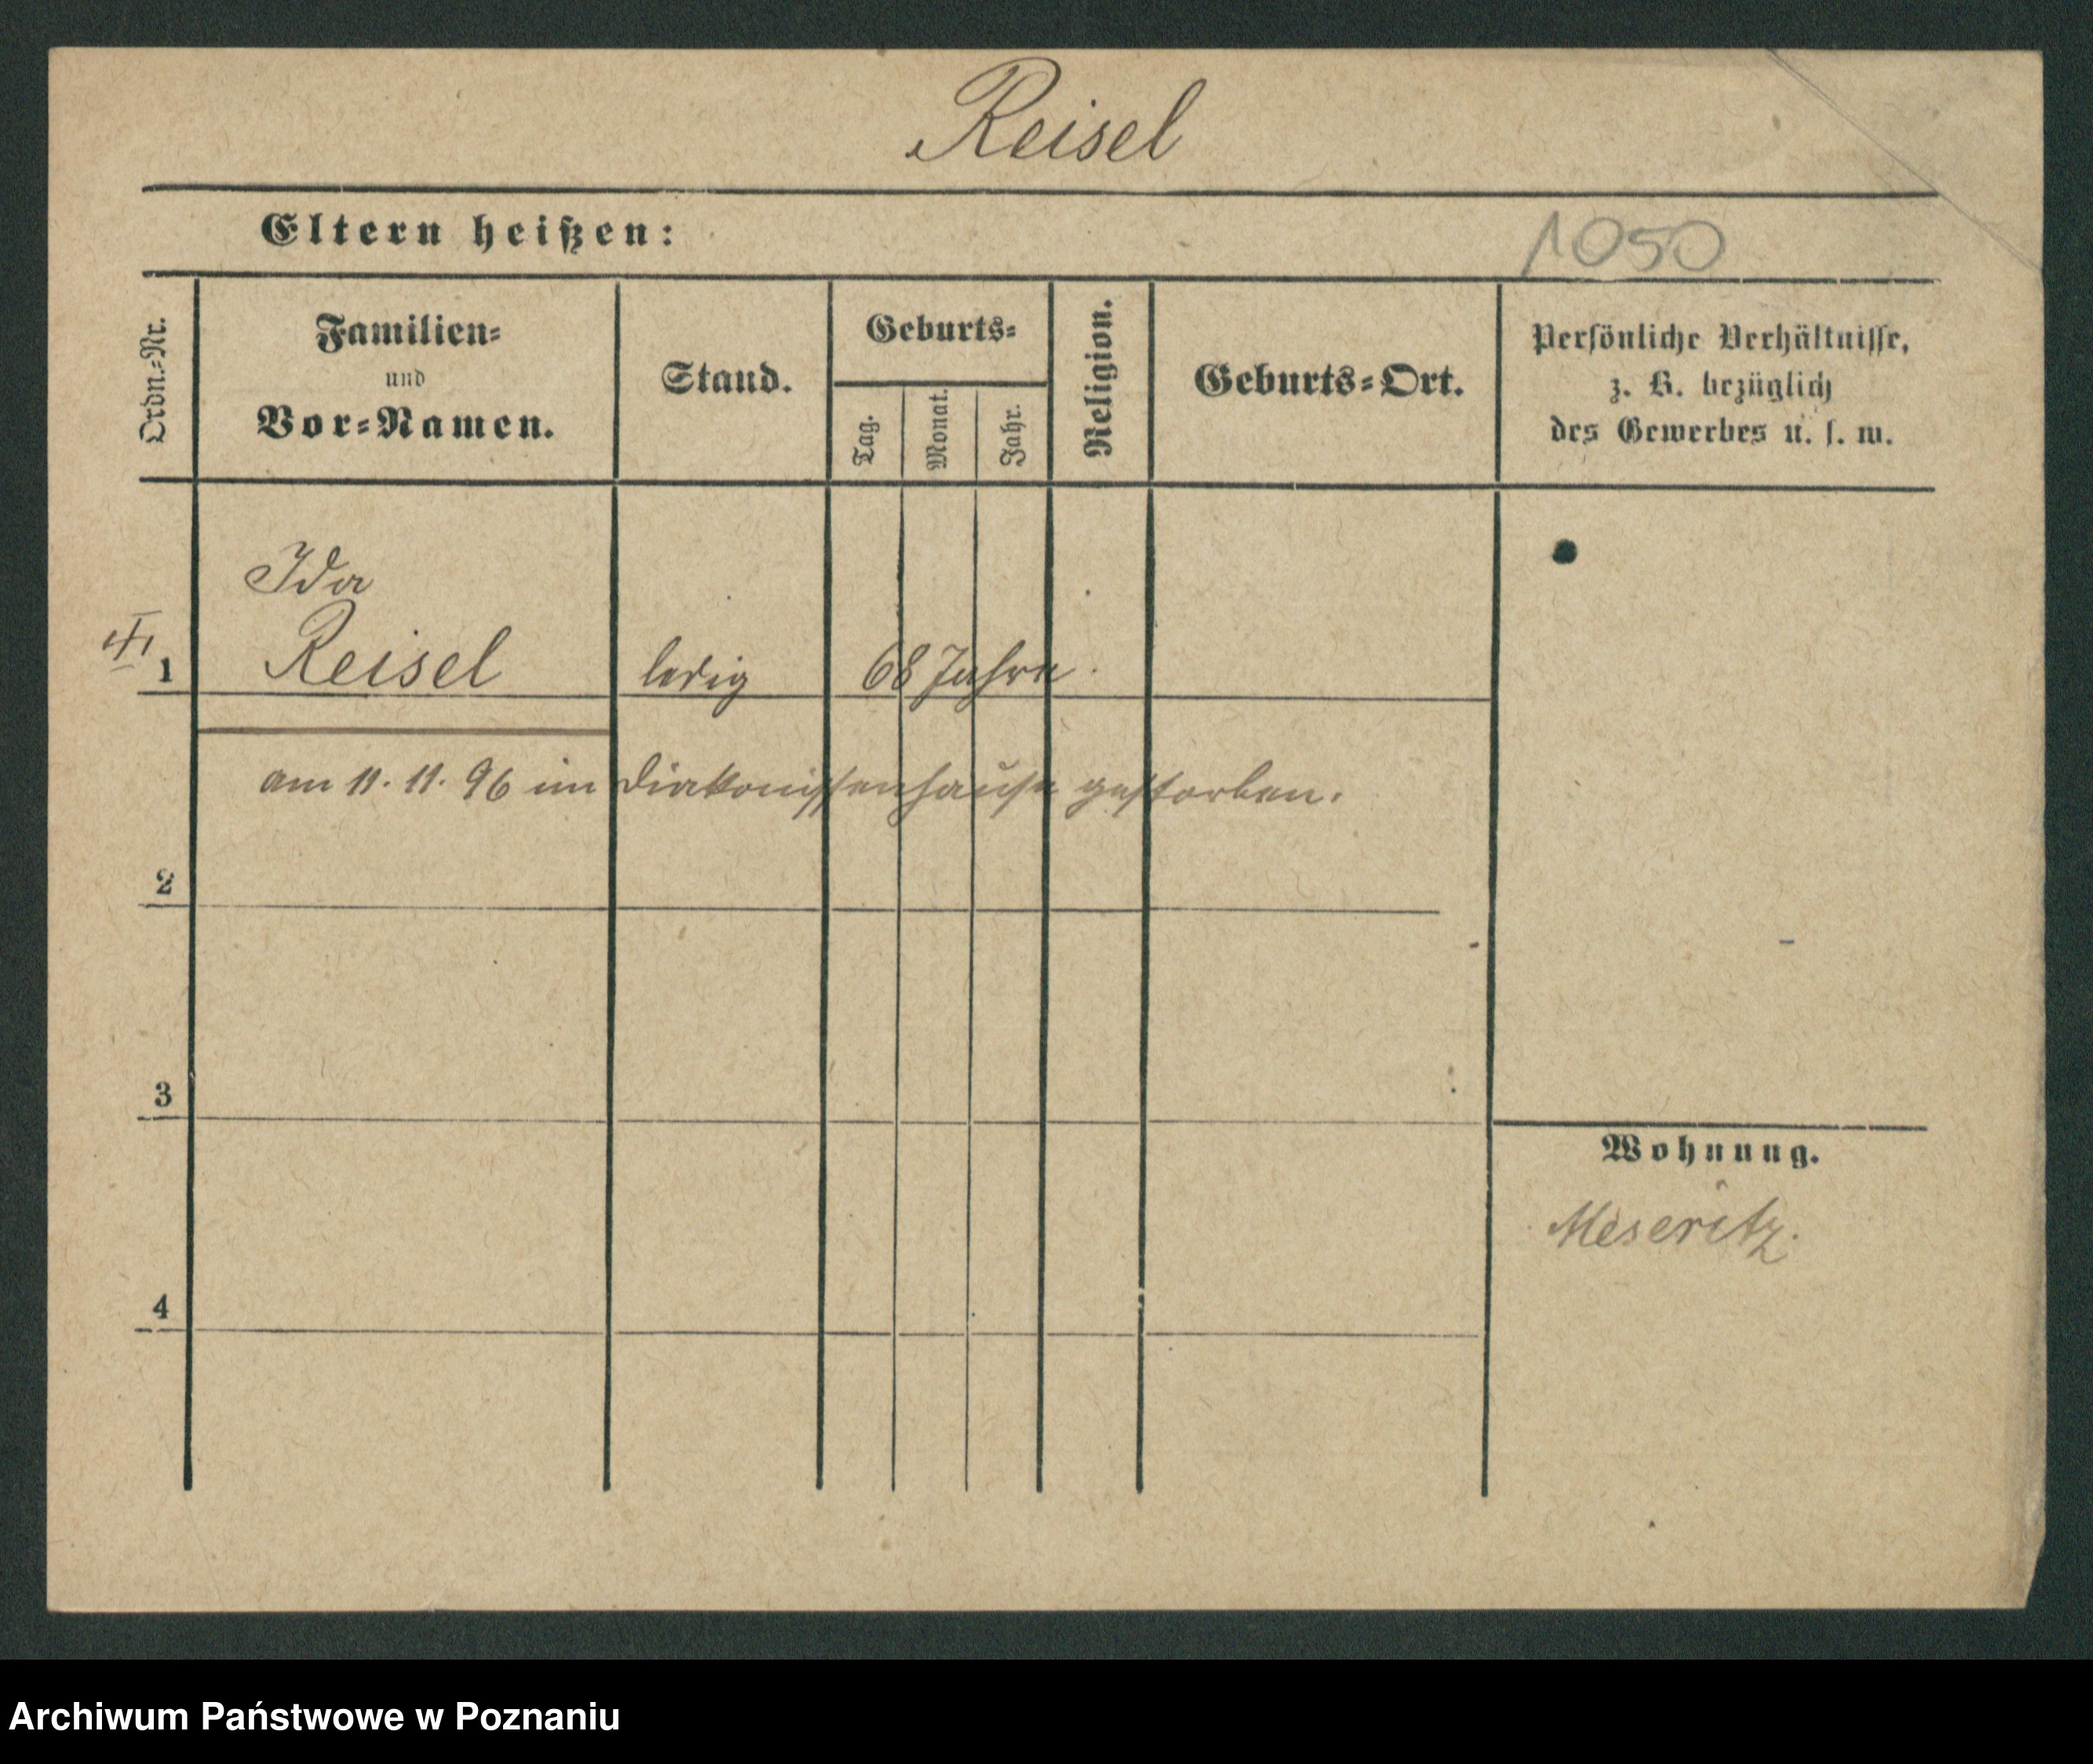 Reisel
Eltern heißen:
1050
Ordn.-Nr.
Familien-
und
Vor-Namen.
Stand.
Geburts-
Tag.
Monat.
Jahr.
Religion.
Geburts-Ort.
Persönliche Verhältnisse,
z. B. bezüglich
des Gewerbes u. s. w.
Ida
1 Reisel ledig 68 Jahre.
am 11. 11. 96 im Diakonissenhause gestorben.
2
3
Wohnung.
Meseritz.
4
Archiwum Państwowe w Poznaniu